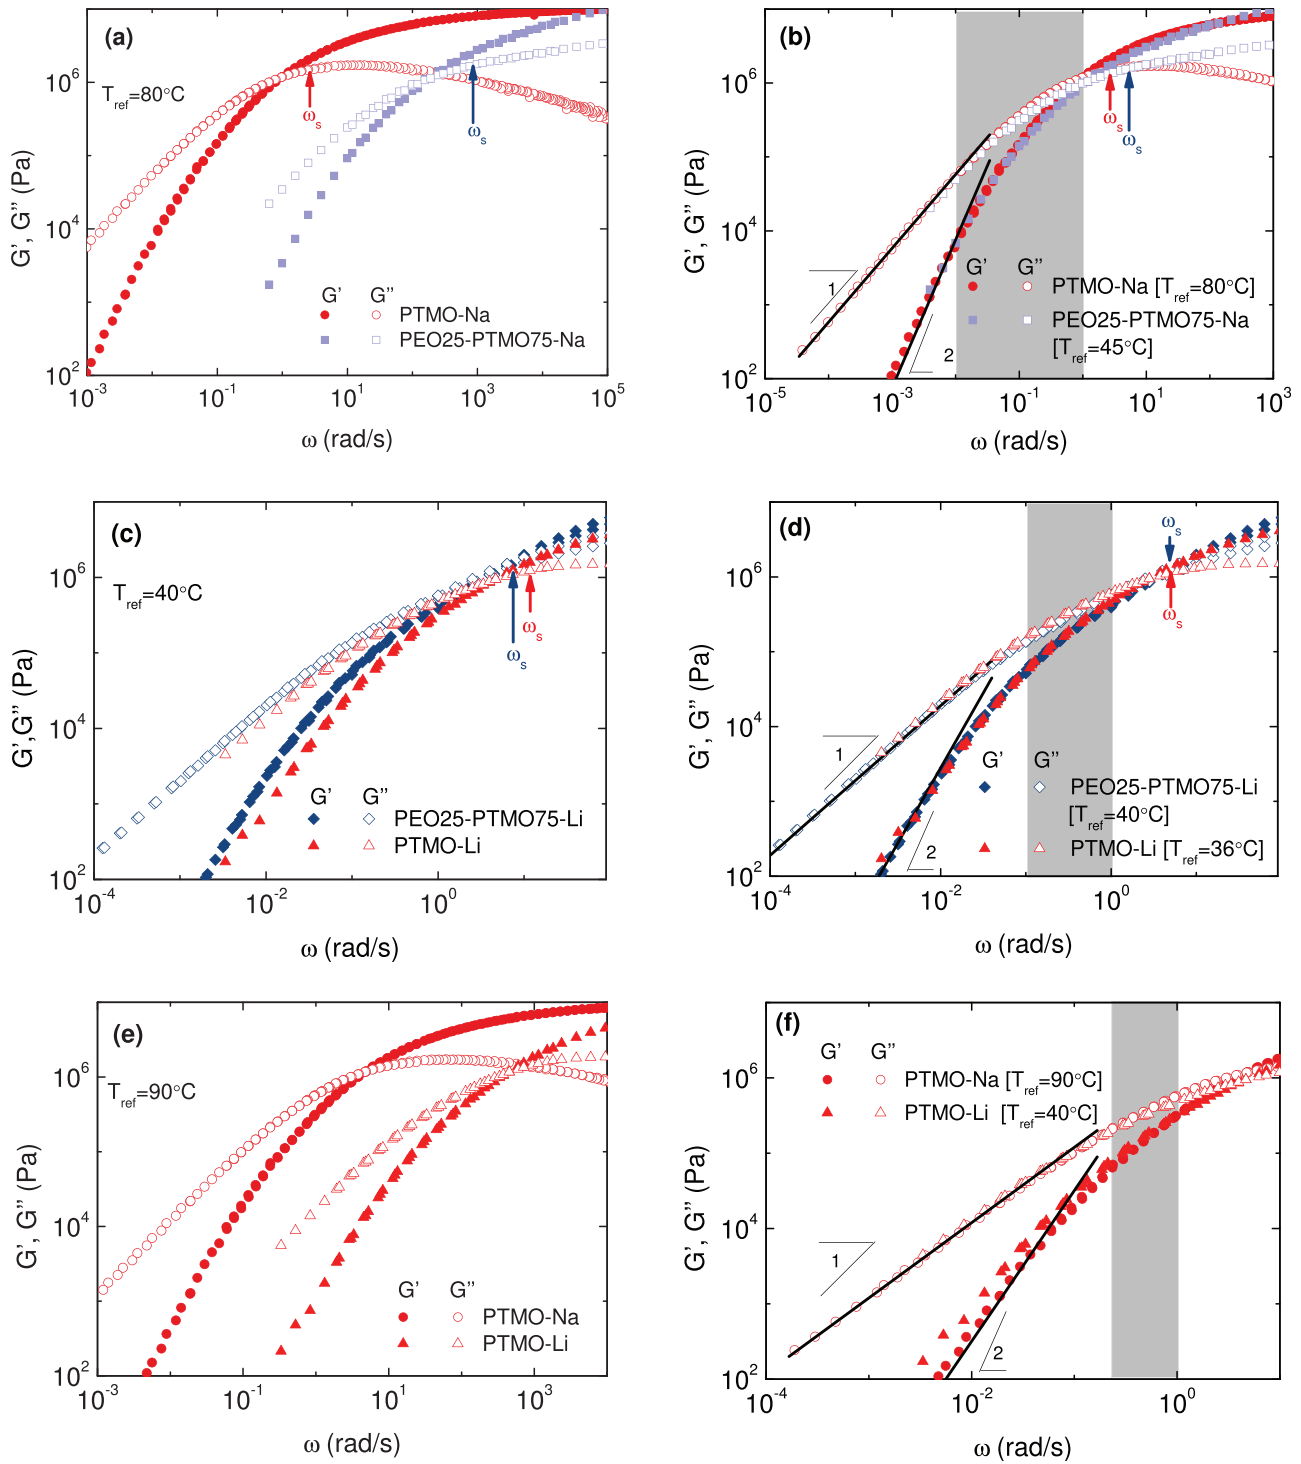 (a)
T_ref=80°C
ω_s
ω_s
G' G''
PTMO-Na
PEO25-PTMO75-Na
G', G'' (Pa)
10^6
10^4
10^2
10^-3 10^-1 10^1 10^3 10^5
ω (rad/s)
(b)
ω_s
ω_s
1
2
G' G''
PTMO-Na [T_ref=80°C]
PEO25-PTMO75-Na
[T_ref=45°C]
G', G'' (Pa)
10^6
10^4
10^2
10^-5 10^-3 10^-1 10^1 10^3
ω (rad/s)
(c)
T_ref=40°C
ω_s
ω_s
G' G''
PEO25-PTMO75-Li
PTMO-Li
G',G'' (Pa)
10^6
10^4
10^2
10^-4 10^-2 10^0
ω (rad/s)
(d)
ω_s
ω_s
1
2
G' G''
PEO25-PTMO75-Li
[T_ref=40°C]
PTMO-Li [T_ref=36°C]
G', G'' (Pa)
10^6
10^4
10^2
10^-4 10^-2 10^0
ω (rad/s)
(e)
T_ref=90°C
G' G''
PTMO-Na
PTMO-Li
G', G'' (Pa)
10^6
10^4
10^2
10^-3 10^-1 10^1 10^3
ω (rad/s)
(f)
G' G''
PTMO-Na [T_ref=90°C]
PTMO-Li [T_ref=40°C]
1
2
G', G'' (Pa)
10^6
10^4
10^2
10^-4 10^-2 10^0
ω (rad/s)